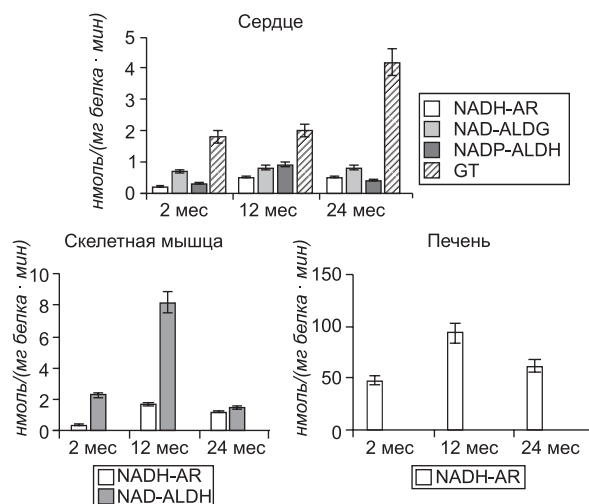 Сердце
нмоль/(мг белка · мин)
5
4
3
2
1
0
2 мес 12 мес 24 мес
NADH-AR
NAD-ALDG
NADP-ALDH
GT
Скелетная мышца
нмоль/(мг белка · мин)
10
8
6
4
2
0
2 мес 12 мес 24 мес
NADH-AR
NAD-ALDH
Печень
нмоль/(мг белка · мин)
150
100
50
0
2 мес 12 мес 24 мес
NADH-AR